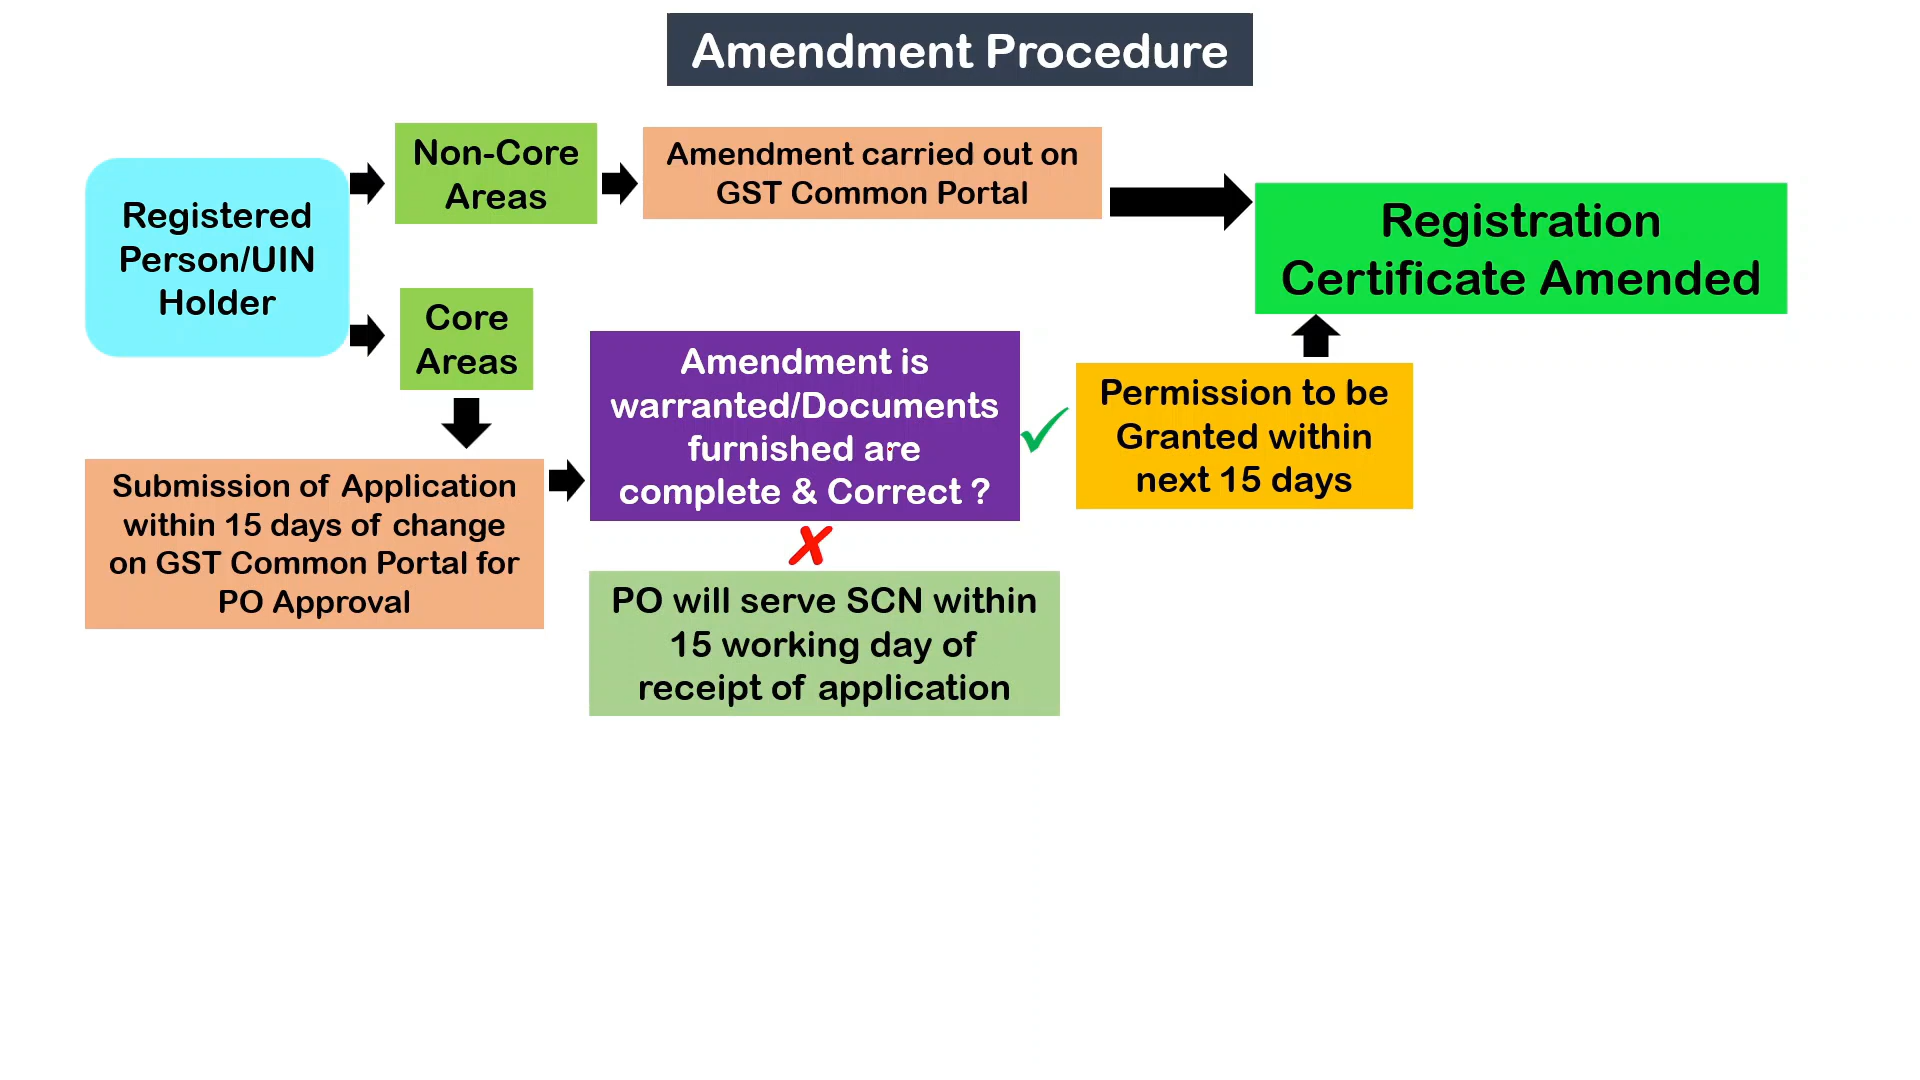 Amendment Procedure
Non-Core
Areas
Amendment carried out on
GST Common Portal
Registered
Person/UIN
Holder
Registration
Certificate Amended
Core
Areas
Amendment is
warranted/Documents
furnished are
complete & Correct ?
Permission to be
Granted within
next 15 days
Submission of Application
within 15 days of change
on GST Common Portal for
PO Approval
PO will serve SCN within
15 working day of
receipt of application